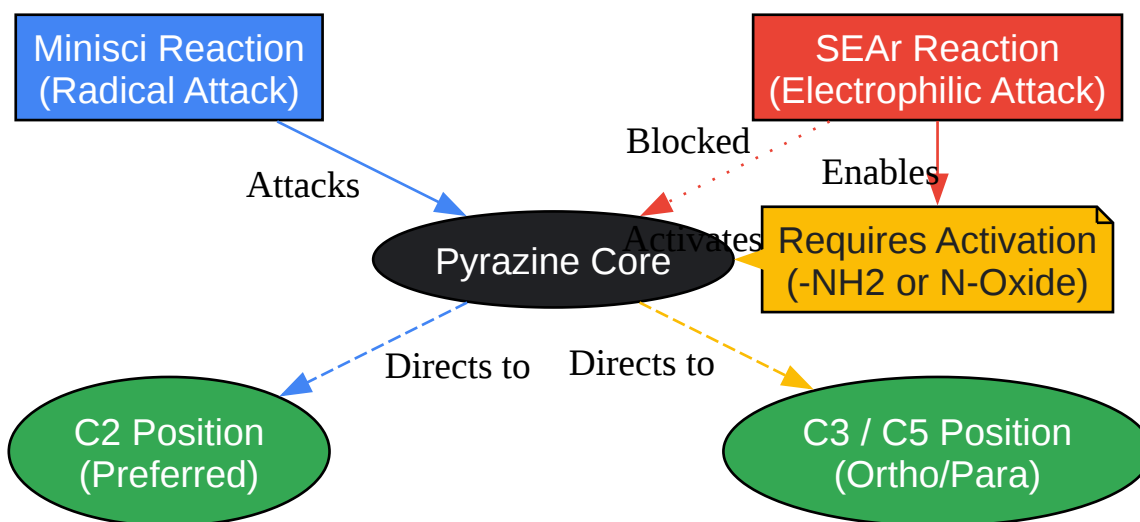 Minisci Reaction
(Radical Attack)
SEAr Reaction
(Electrophilic Attack)
Blocked
Enables
Attacks
Activates
Requires Activation
(-NH2 or N-Oxide)
Pyrazine Core
Directs to
Directs to
C2 Position
(Preferred)
C3 / C5 Position
(Ortho/Para)